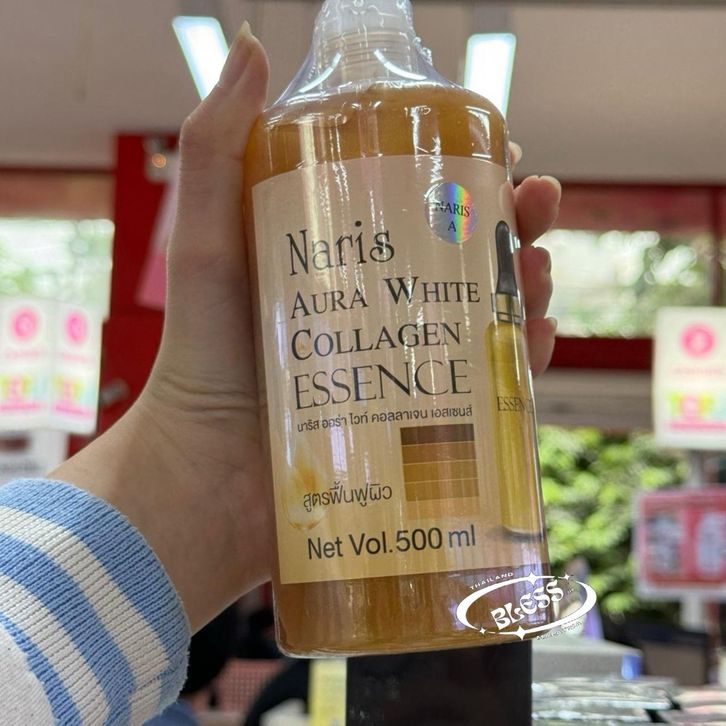 NARIS
A
Naris
AURA WHITE
COLLAGEN
ESSENCE
นาริส ออร่า ไวท์ คอลลาเจน เอสเซนส์
ESSENCE
สูตรฟื้นฟูผิว
Net Vol. 500 ml
THAILAND
BLESS